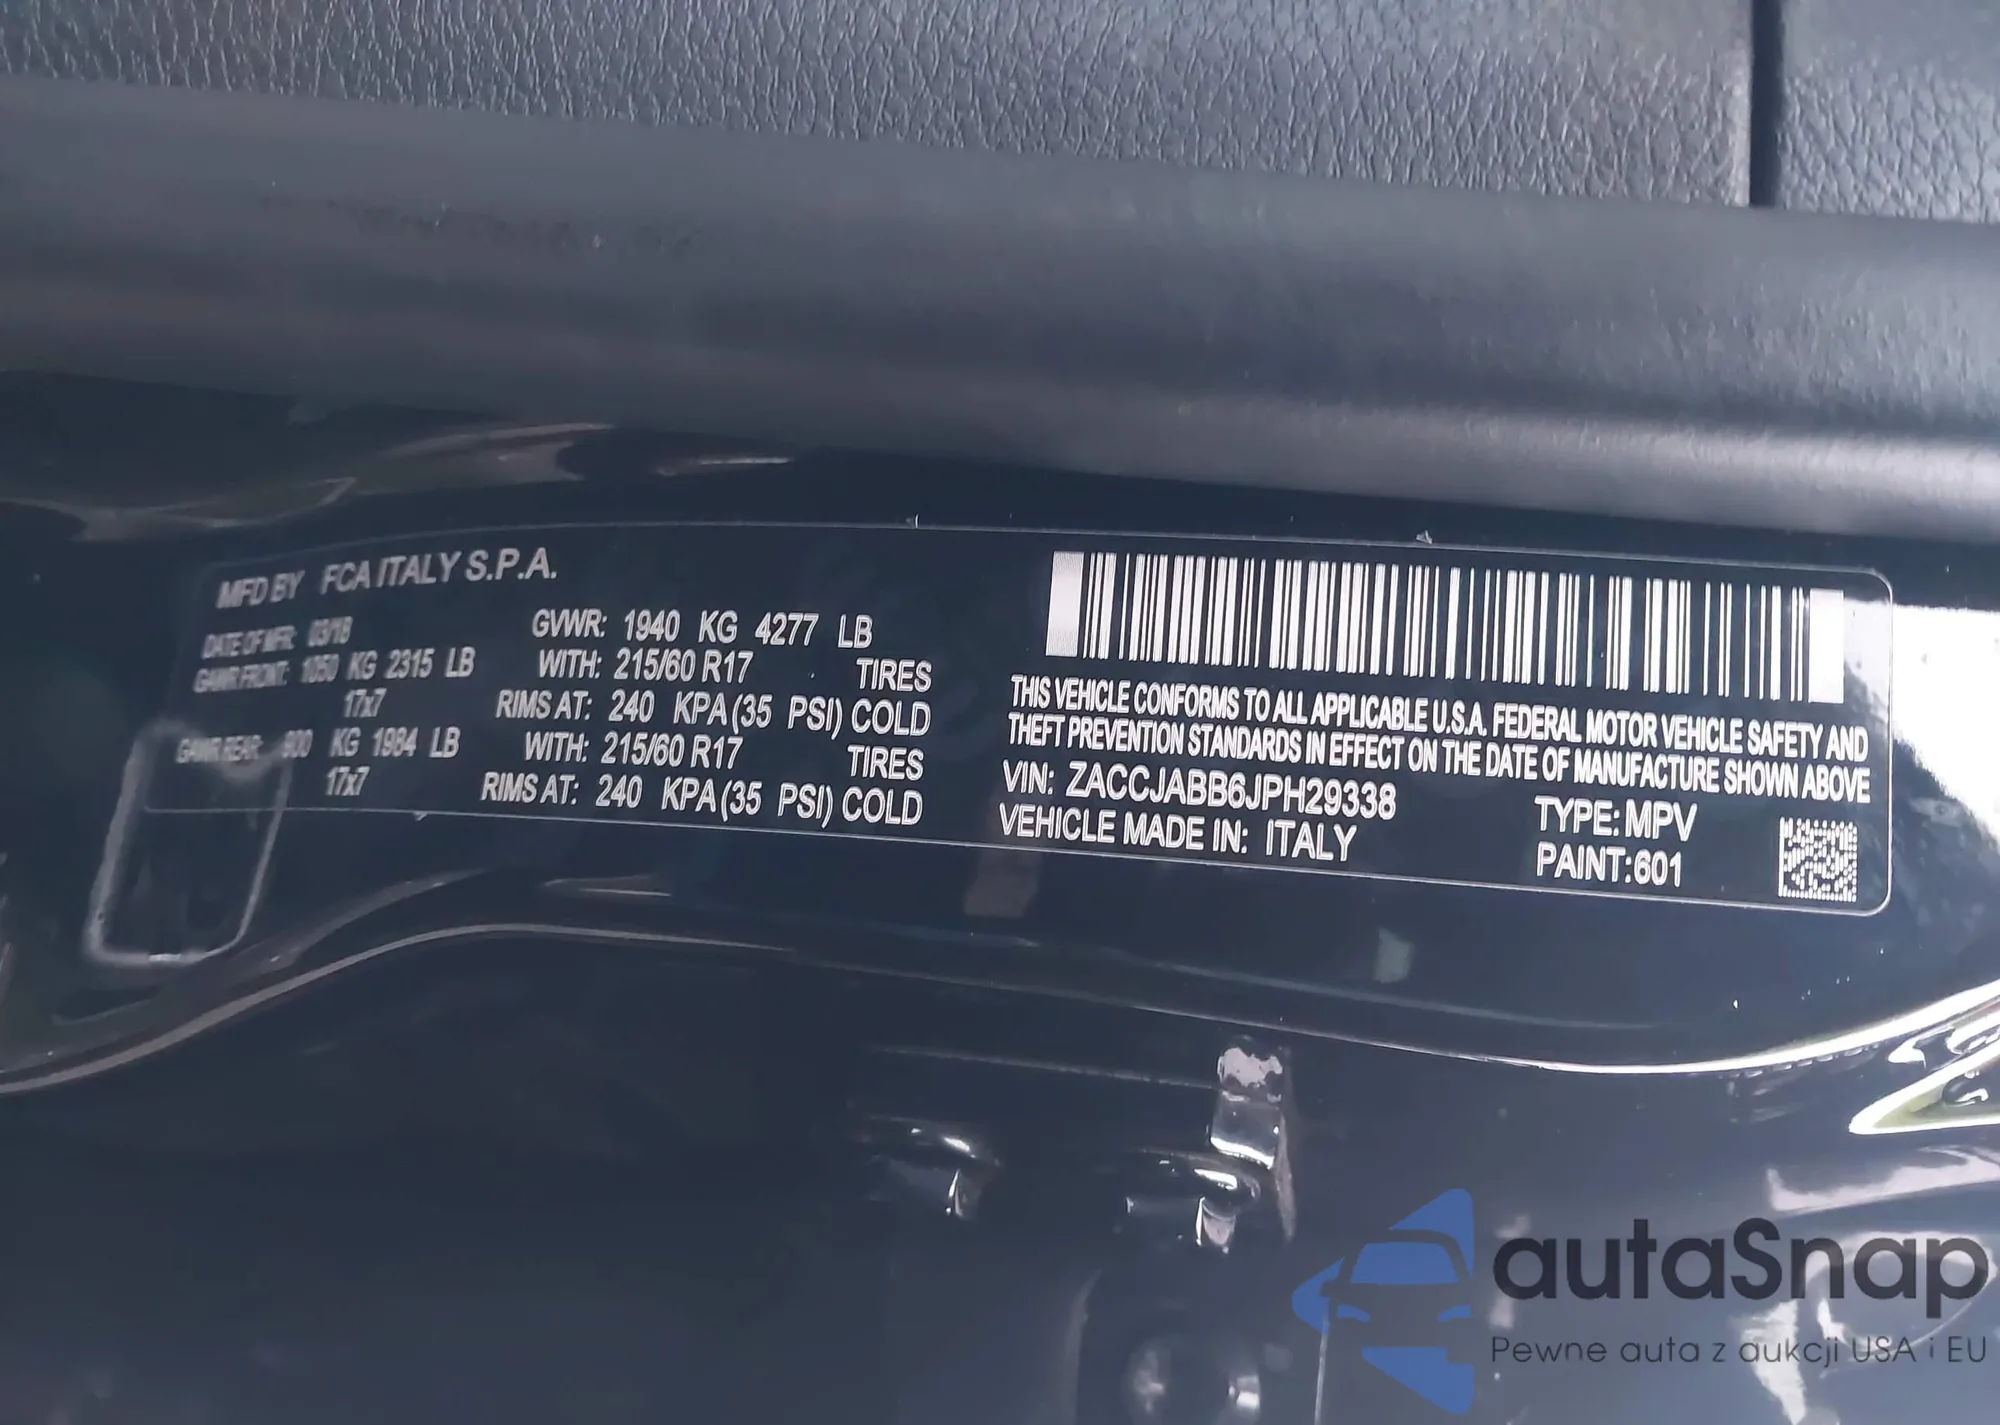 MFD BY FCA ITALY S.P.A.
DATE OF MFR: 03/18 GVWR: 1940 KG 4277 LB
GAWR FRONT: 1050 KG 2315 LB WITH: 215/60 R17 TIRES
17x7 RIMS AT: 240 KPA (35 PSI) COLD
GAWR REAR: 900 KG 1984 LB WITH: 215/60 R17 TIRES
17x7 RIMS AT: 240 KPA (35 PSI) COLD
THIS VEHICLE CONFORMS TO ALL APPLICABLE U.S.A. FEDERAL MOTOR VEHICLE SAFETY AND
THEFT PREVENTION STANDARDS IN EFFECT ON THE DATE OF MANUFACTURE SHOWN ABOVE
VIN: ZACCJABB6JPH29338 TYPE: MPV
VEHICLE MADE IN: ITALY PAINT:601
autaSnap
Pewne auta z aukcji USA i EU